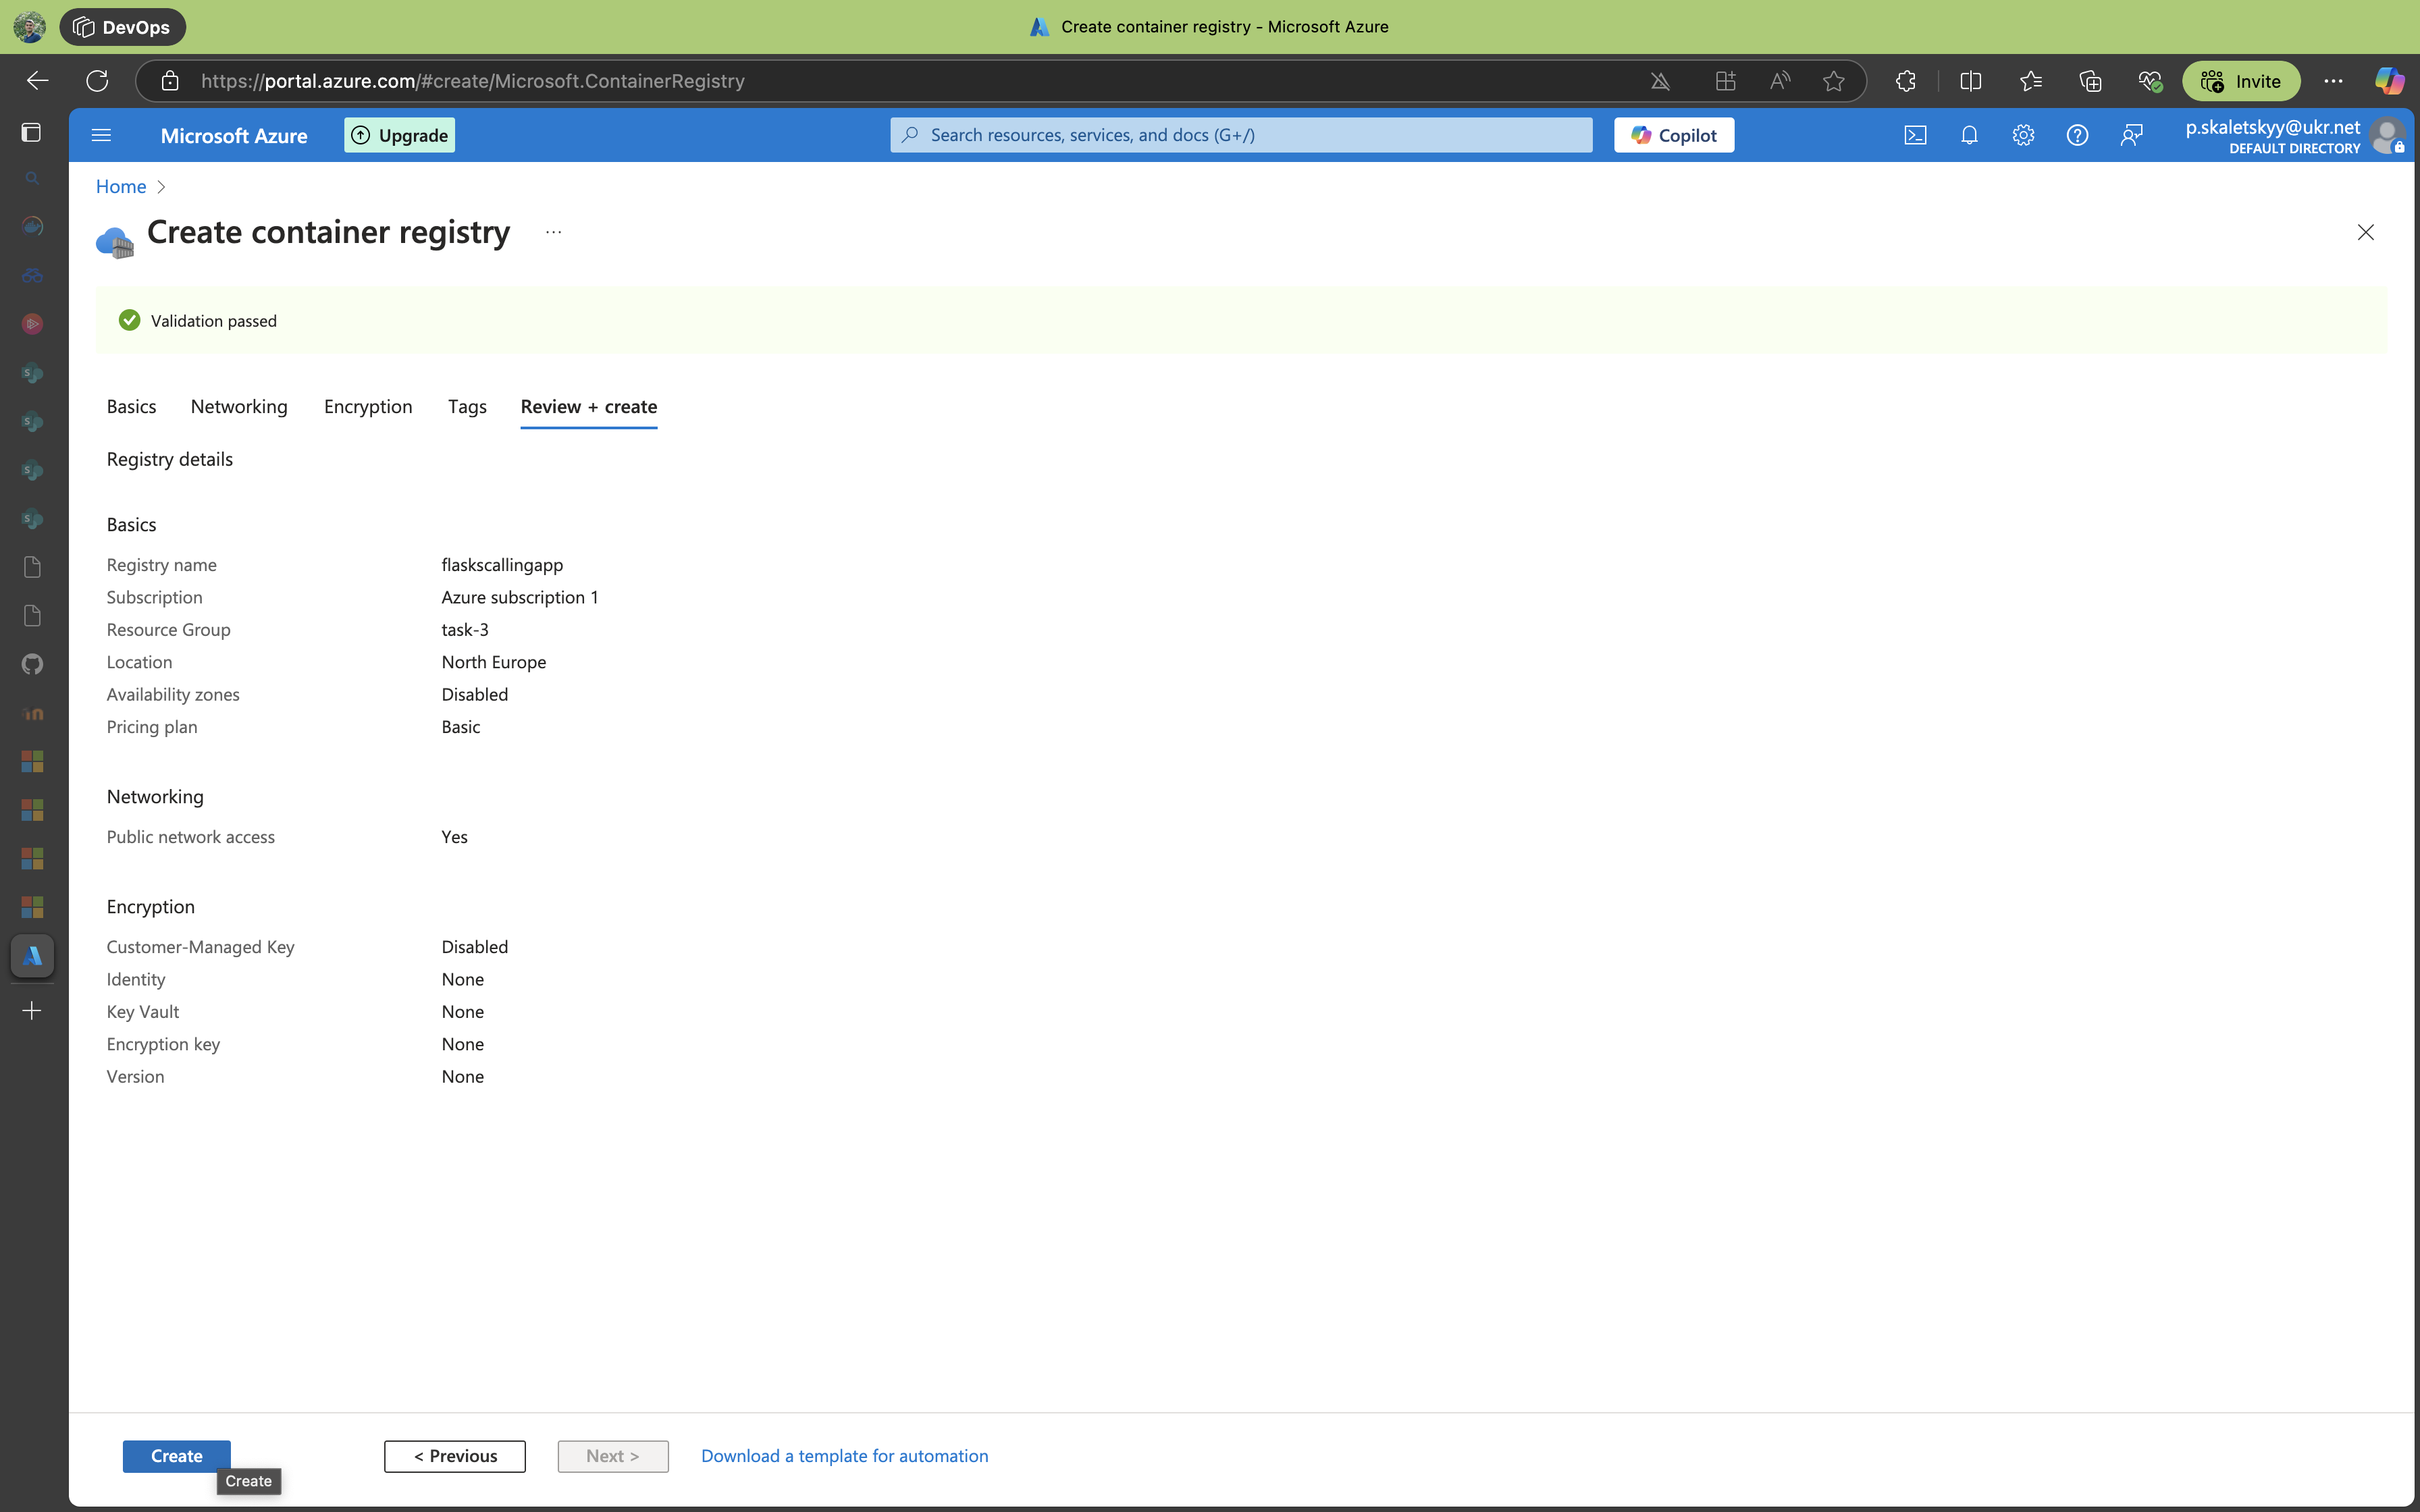 DevOps
Create container registry - Microsoft Azure
https://portal.azure.com/#create/Microsoft.ContainerRegistry
Invite
Microsoft Azure
Upgrade
Search resources, services, and docs (G+/)
Copilot
p.skaletskyy@ukr.net
DEFAULT DIRECTORY
Home
Create container registry
Validation passed
Basics Networking Encryption Tags Review + create
Registry details
Basics
Registry name flaskscallingapp
Subscription Azure subscription 1
Resource Group task-3
Location North Europe
Availability zones Disabled
Pricing plan Basic
Networking
Public network access Yes
Encryption
Customer-Managed Key Disabled
Identity None
Key Vault None
Encryption key None
Version None
Create < Previous Next > Download a template for automation
Create